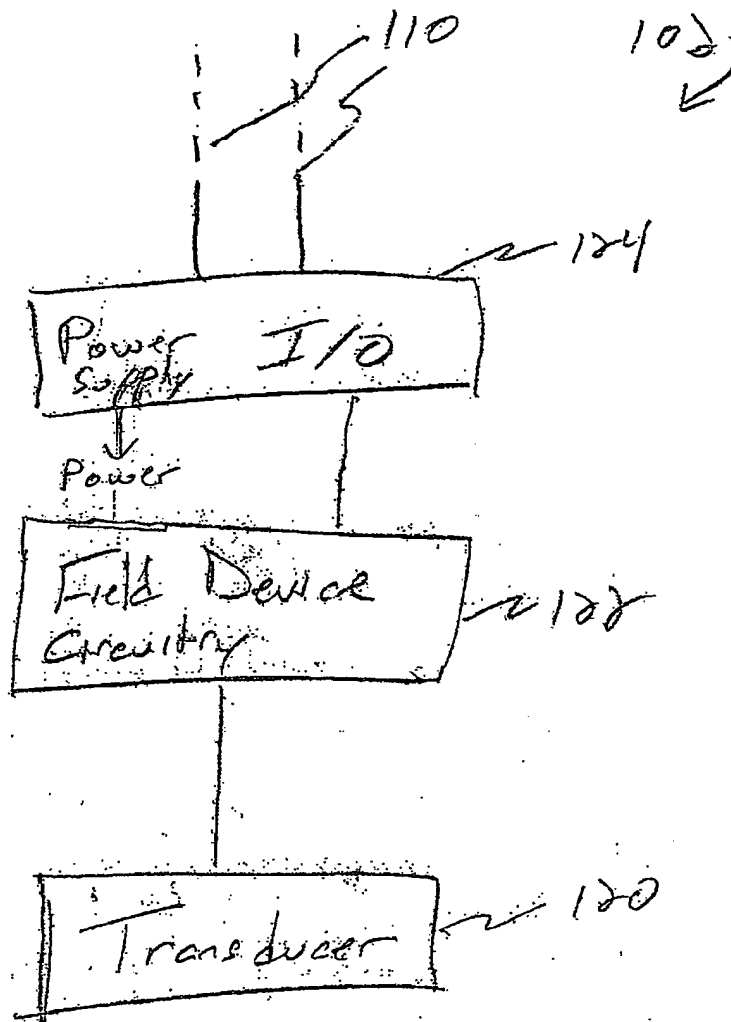 110
102
124
Power I/O
Supply
Power
Field Device
Circuitry
122
120
Transducer